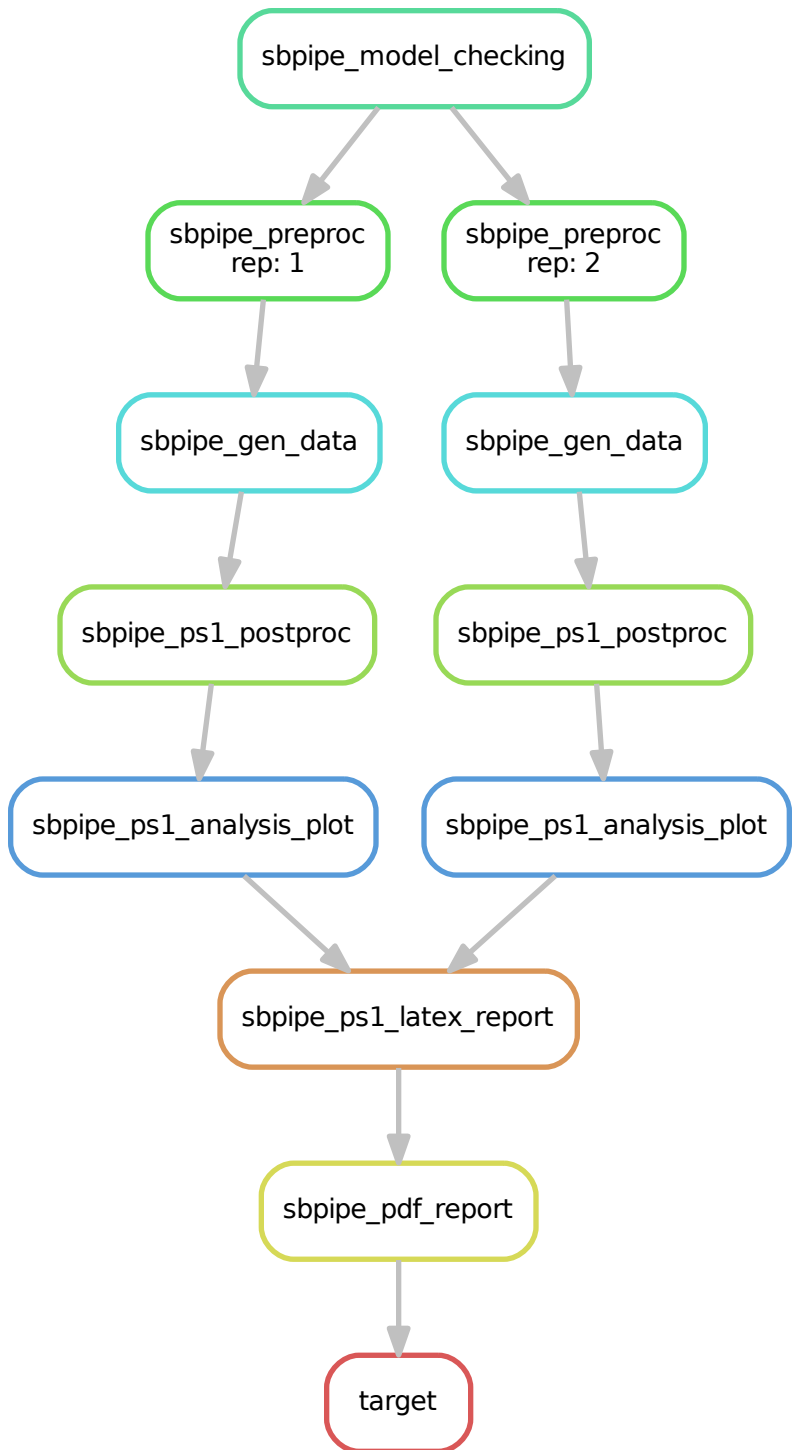 sbpipe_model_checking
sbpipe_preproc
rep: 1
sbpipe_preproc
rep: 2
sbpipe_gen_data
sbpipe_gen_data
sbpipe_ps1_postproc
sbpipe_ps1_postproc
sbpipe_ps1_analysis_plot
sbpipe_ps1_analysis_plot
sbpipe_ps1_latex_report
sbpipe_pdf_report
target